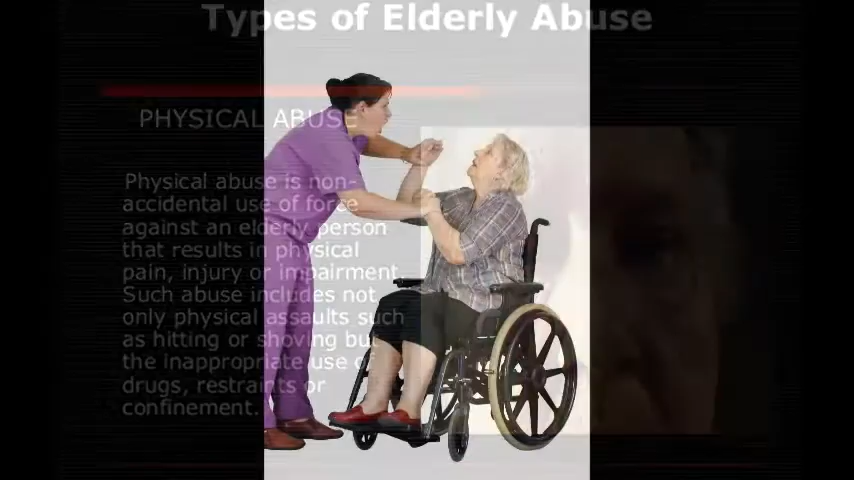 Types of Elderly Abuse
PHYSICAL ABUSE
Physical abuse is non-
accidental use of force
against an elderly person
that results in physical
pain, injury or impairment.
Such abuse includes not
only physical assaults such
as hitting or shoving but
the inappropriate use of
drugs, restraints or
confinement.